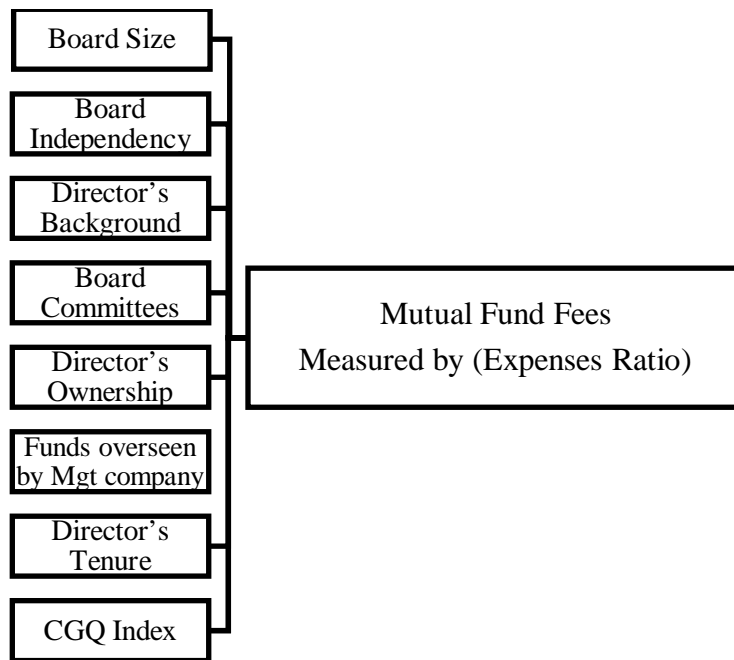 Board Size
Board
Independency
Director's
Background
Board
Committees
Director's
Ownership
Funds overseen
by Mgt company
Director's
Tenure
CGQ Index
Mutual Fund Fees
Measured by (Expenses Ratio)